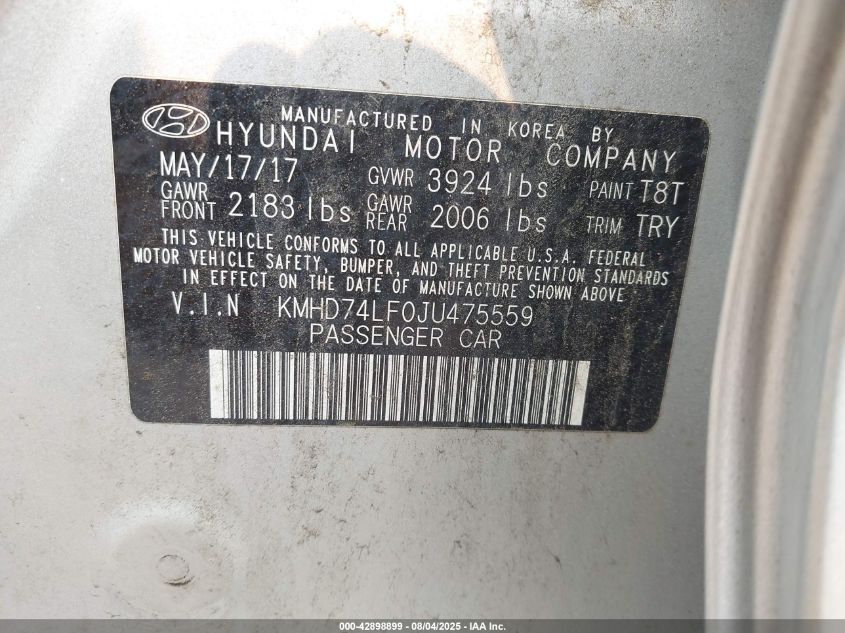 MANUFACTURED IN KOREA BY
HYUNDAI MOTOR COMPANY
MAY/17/17 GVWR 3924 lbs PAINT T8T
GAWR FRONT 2183 lbs GAWR REAR 2006 lbs TRIM TRY
THIS VEHICLE CONFORMS TO ALL APPLICABLE U.S.A. FEDERAL
MOTOR VEHICLE SAFETY, BUMPER, AND THEFT PREVENTION STANDARDS
IN EFFECT ON THE DATE OF MANUFACTURE SHOWN ABOVE
V.I.N KMHD74LF0JU475559
PASSENGER CAR
000-42898899 - 08/04/2025 - IAA Inc.